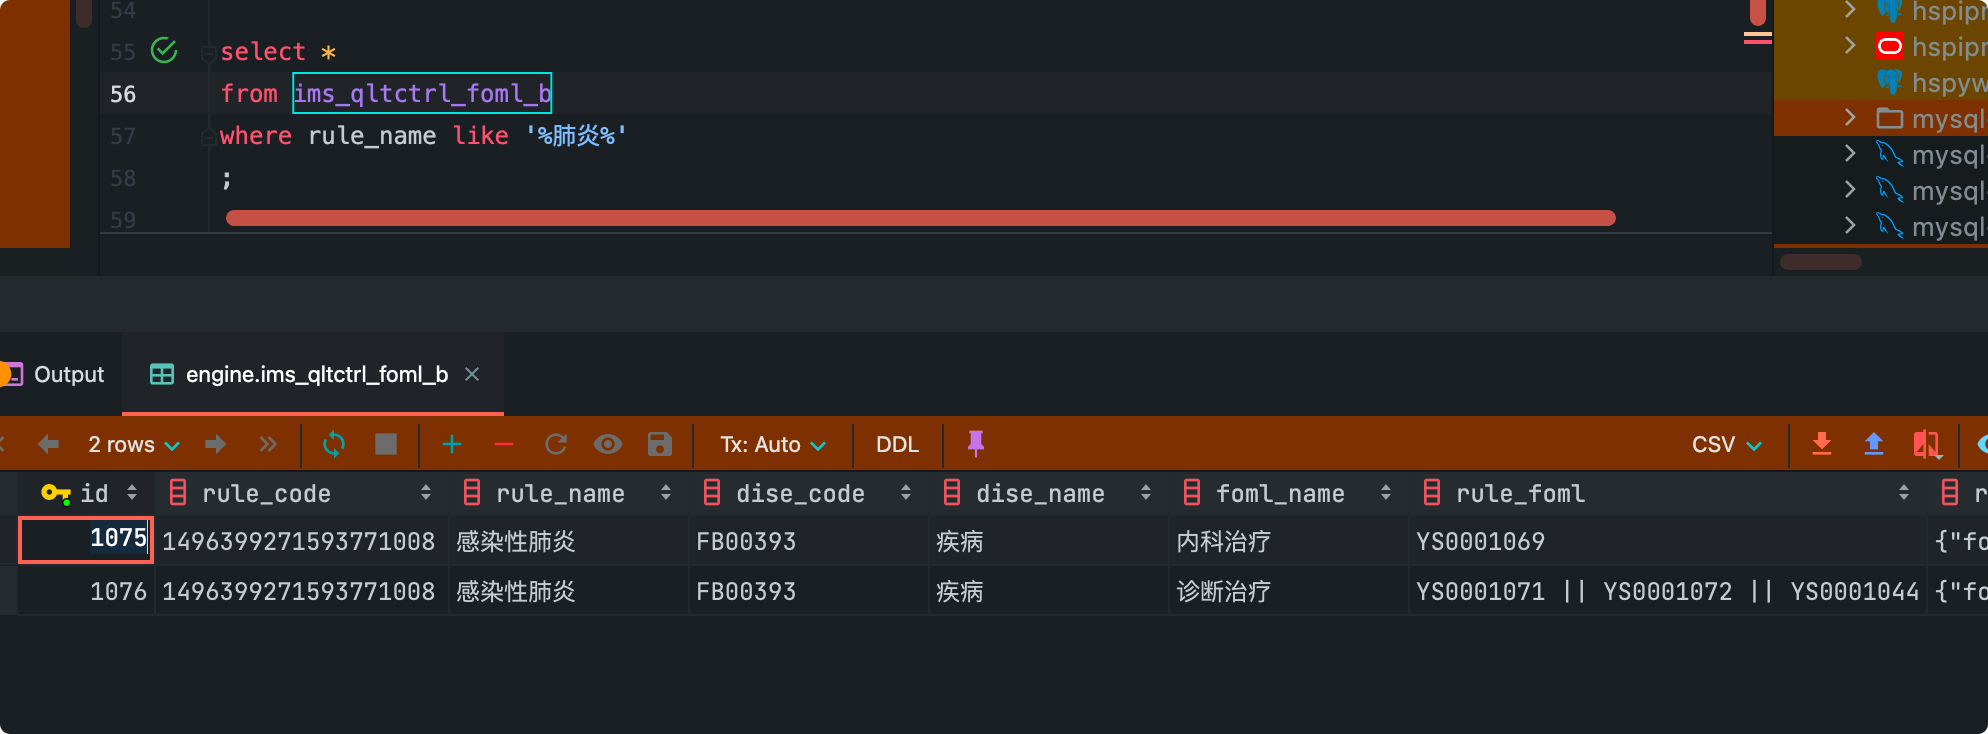 54
55 select *
56 from ims_qltctrl_foml_b
57 where rule_name like '%肺炎%'
58 ;
59
hspipr
hspipr
hspyw
mysql
mysql
mysql
mysql
Output engine.ims_qltctrl_foml_b
2 rows Tx: Auto DDL CSV
id rule_code rule_name dise_code dise_name foml_name rule_foml r
1075 1496399271593771008 感染性肺炎 FB00393 疾病 内科治疗 YS0001069 {"fo
1076 1496399271593771008 感染性肺炎 FB00393 疾病 诊断治疗 YS0001071 || YS0001072 || YS0001044 {"fo